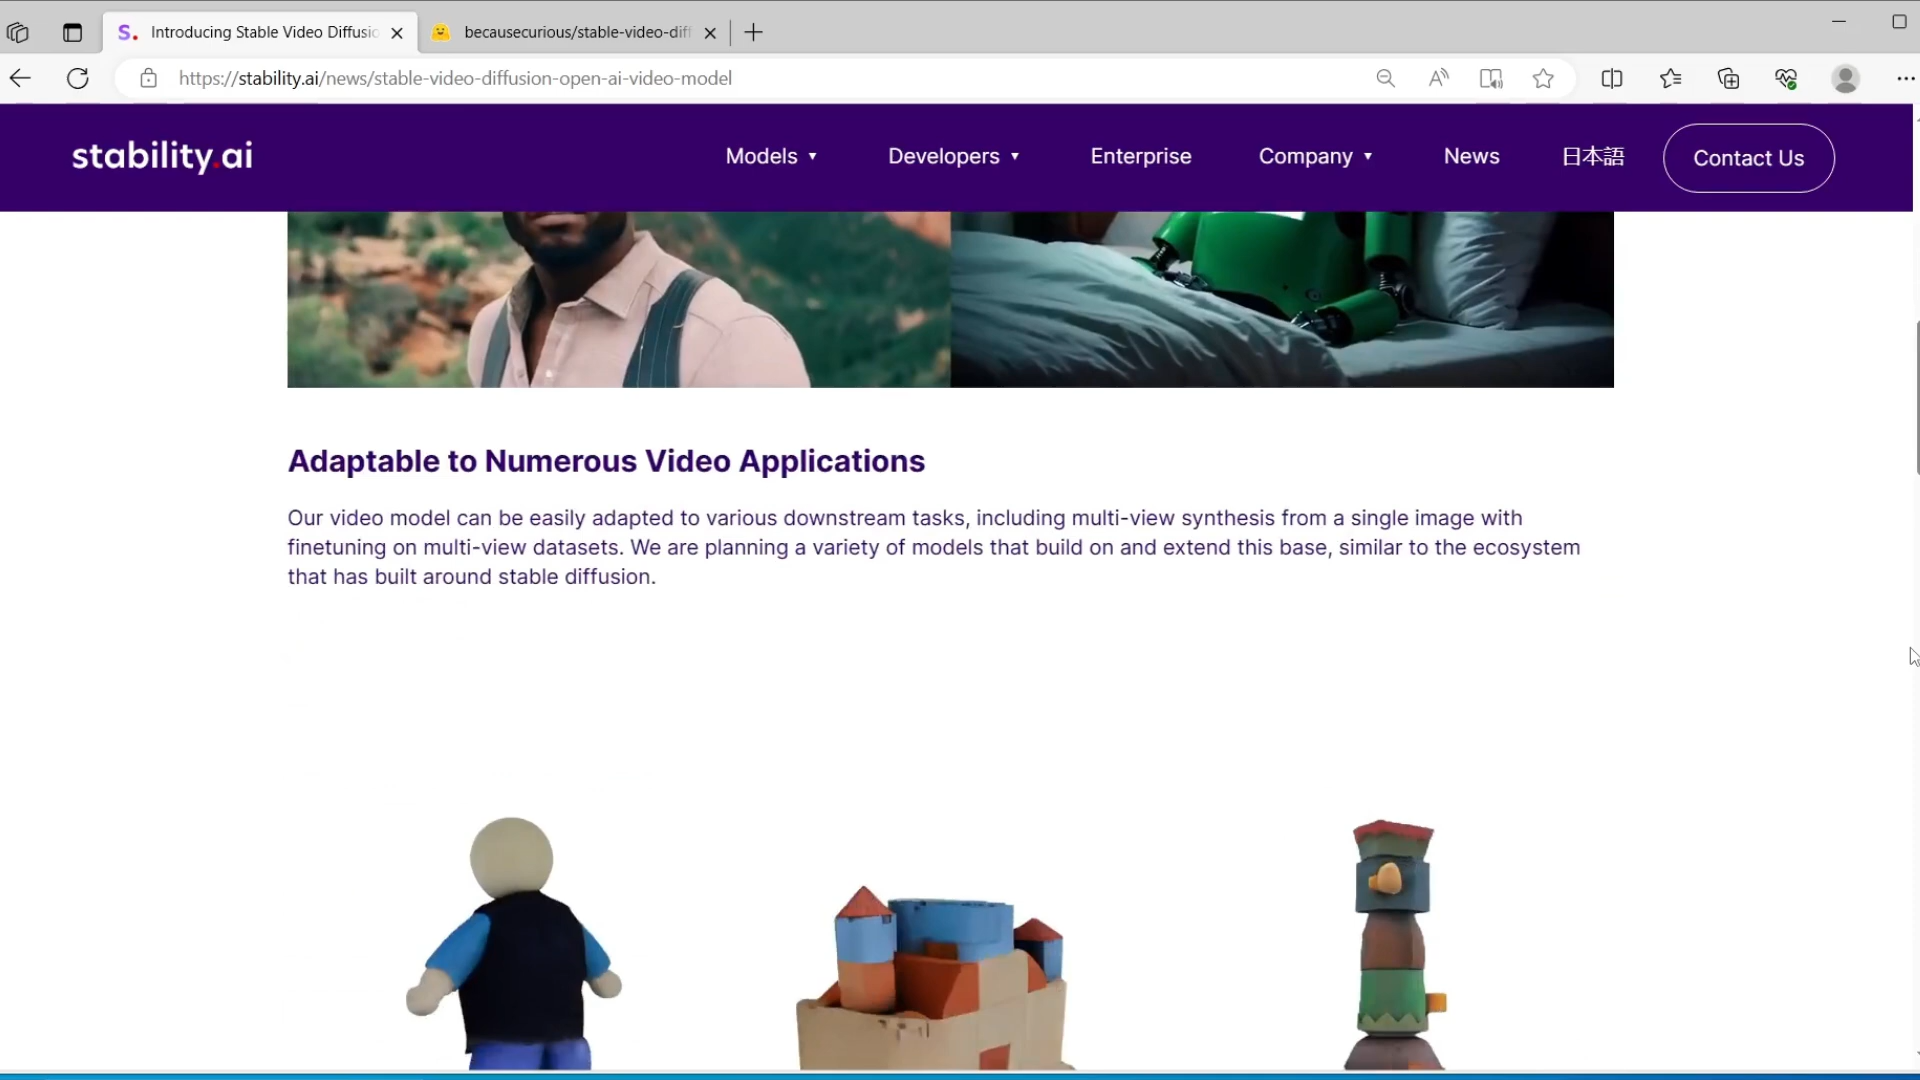 Introducing Stable Video Diffusio
becausecurious/stable-video-diff
https://stability.ai/news/stable-video-diffusion-open-ai-video-model
stability.ai
Models
Developers
Enterprise
Company
News
日本語
Contact Us
Adaptable to Numerous Video Applications
Our video model can be easily adapted to various downstream tasks, including multi-view synthesis from a single image with
finetuning on multi-view datasets. We are planning a variety of models that build on and extend this base, similar to the ecosystem
that has built around stable diffusion.